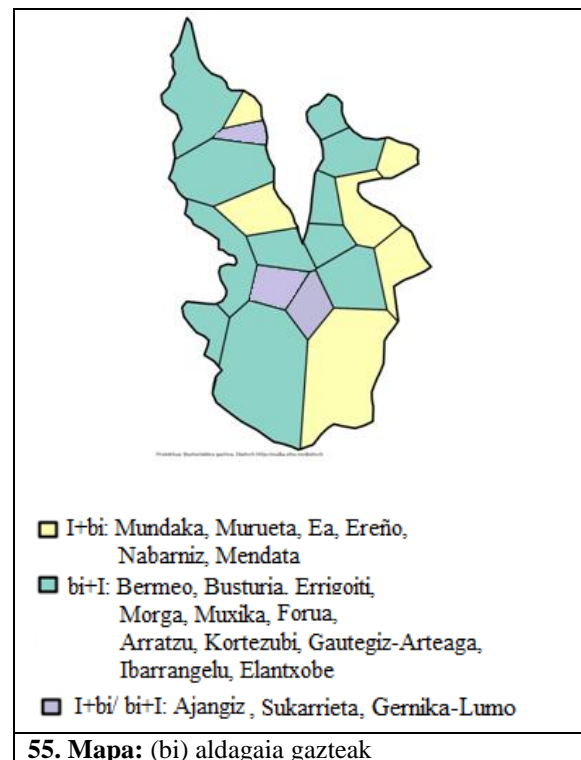 I+bi: Mundaka, Murueta, Ea, Ereño,
Nabarniz, Mendata
bi+I: Bermeo, Busturia. Errigoiti,
Morga, Muxika, Forua,
Arratzu, Kortezubi, Gautegiz-Arteaga,
Ibarrangelu, Elantxobe
I+bi/ bi+I: Ajangiz , Sukarrieta, Gernika-Lumo
55. Mapa: (bi) aldagaia gazteak